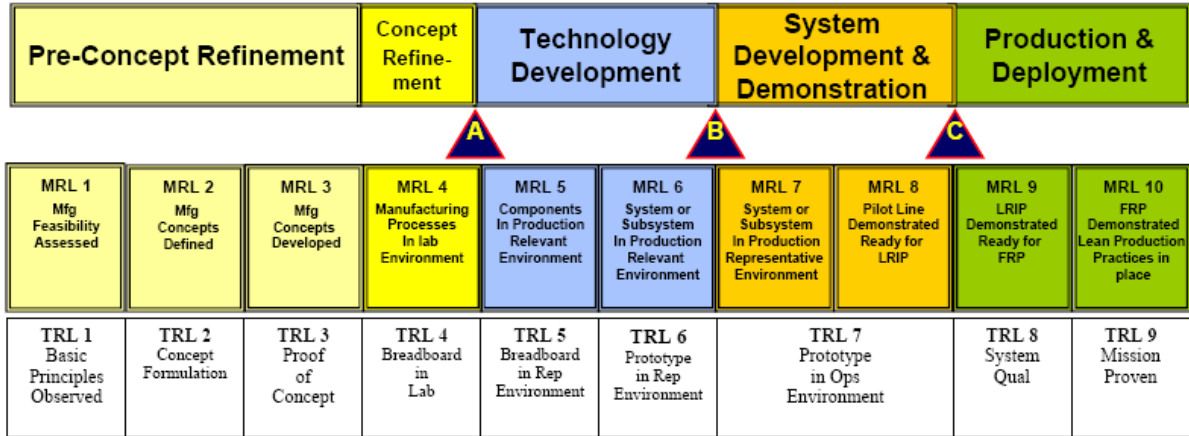 Pre-Concept Refinement
Concept
Refine-
ment
Technology
Development
System
Development &
Demonstration
Production &
Deployment
A
B
C
MRL 1
Mfg
Feasibility
Assessed
MRL 2
Mfg
Concepts
Defined
MRL 3
Mfg
Concepts
Developed
MRL 4
Manufacturing
Processes
In lab
Environment
MRL 5
Components
In Production
Relevant
Environment
MRL 6
System or
Subsystem
In Production
Relevant
Environment
MRL 7
System or
Subsystem
In Production
Representative
Environment
MRL 8
Pilot Line
Demonstrated
Ready for
LRIP
MRL 9
LRIP
Demonstrated
Ready for
FRP
MRL 10
FRP
Demonstrated
Lean Production
Practices in
place
TRL 1
Basic
Principles
Observed
TRL 2
Concept
Formulation
TRL 3
Proof
of
Concept
TRL 4
Breadboard
in
Lab
TRL 5
Breadboard
in Rep
Environment
TRL 6
Prototype
in Rep
Environment
TRL 7
Prototype
in Ops
Environment
TRL 8
System
Qual
TRL 9
Mission
Proven